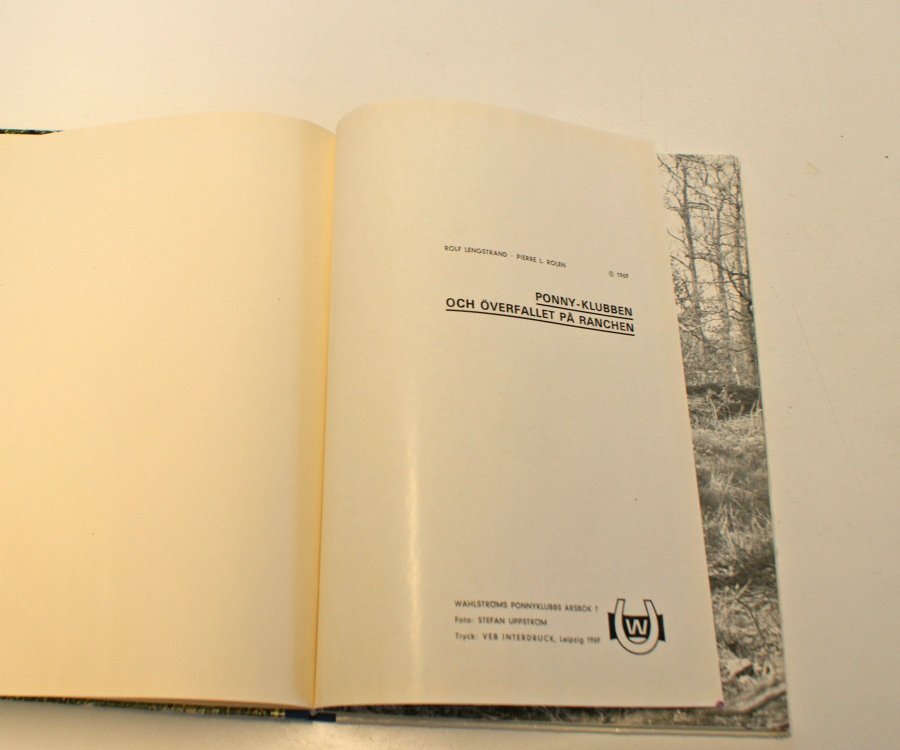 ROLF LENGSTRAND · PIERRE L. ROLEN
© 1969
PONNY-KLUBBEN
OCH ÖVERFALLET PÅ RANCHEN
WAHLSTRÖMS PONNYKLUBBS ÅRSBOK 7
Foto: STEFAN UPPSTRÖM
Tryck: VEB INTERDRUCK, Leipzig 1969
W